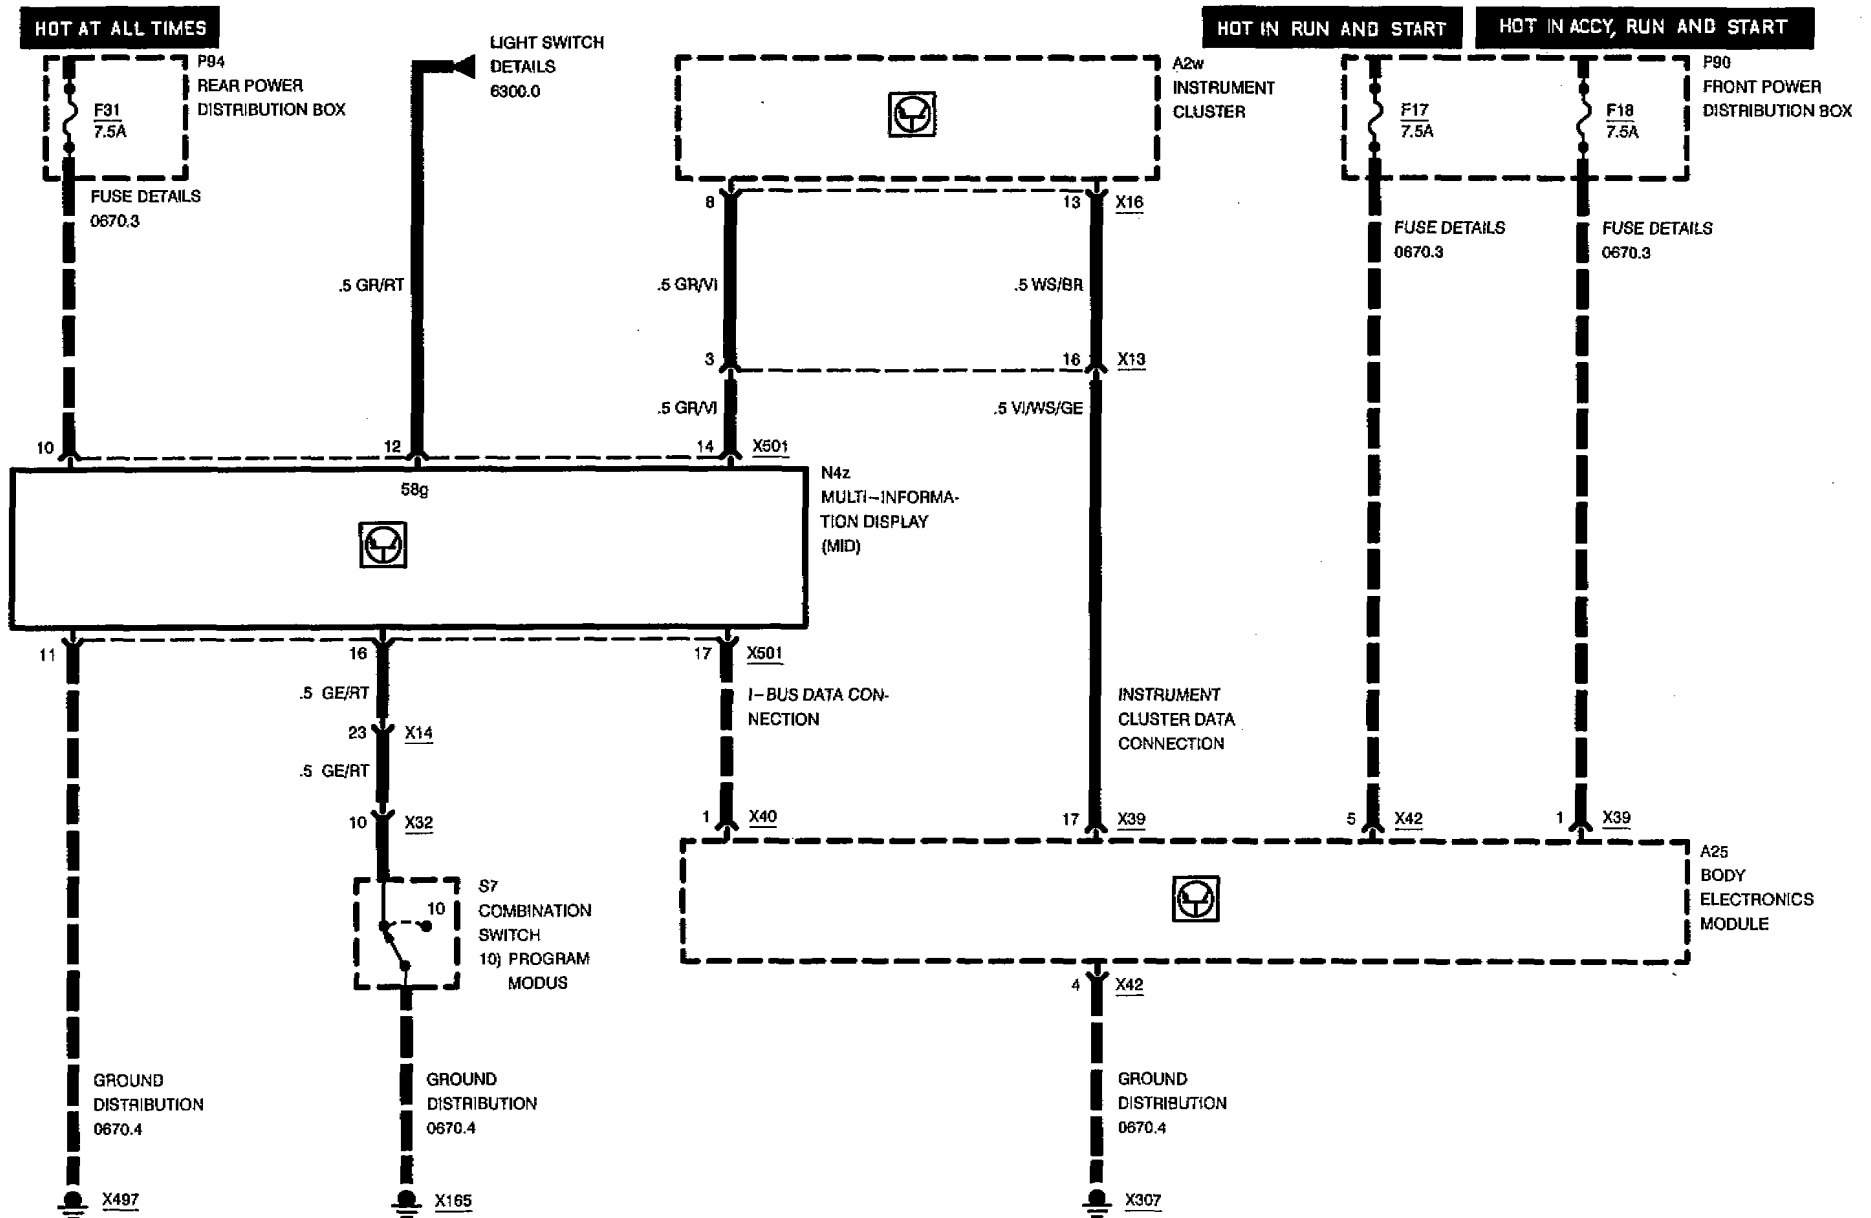 HOT AT ALL TIMES
HOT IN RUN AND START
HOT IN ACCY, RUN AND START
P94
REAR POWER
DISTRIBUTION BOX
F31
7.5A
FUSE DETAILS
0670.3
LIGHT SWITCH
DETAILS
6300.0
A2w
INSTRUMENT
CLUSTER
P90
FRONT POWER
DISTRIBUTION BOX
F17
7.5A
F18
7.5A
FUSE DETAILS
0670.3
FUSE DETAILS
0670.3
8
13
X16
.5 GR/RT
.5 GR/VI
.5 WS/BR
3
16
X13
.5 GR/VI
.5 VI/WS/GE
10
12
14
X501
58g
N4z
MULTI-INFORMA-
TION DISPLAY
(MID)
11
16
17
X501
.5 GE/RT
23
X14
.5 GE/RT
10
X32
I-BUS DATA CON-
NECTION
INSTRUMENT
CLUSTER DATA
CONNECTION
1
X40
17
X39
5
X42
1
X39
S7
COMBINATION
SWITCH
10) PROGRAM
MODUS
10
A25
BODY
ELECTRONICS
MODULE
4
X42
GROUND
DISTRIBUTION
0670.4
GROUND
DISTRIBUTION
0670.4
GROUND
DISTRIBUTION
0670.4
X497
X165
X307